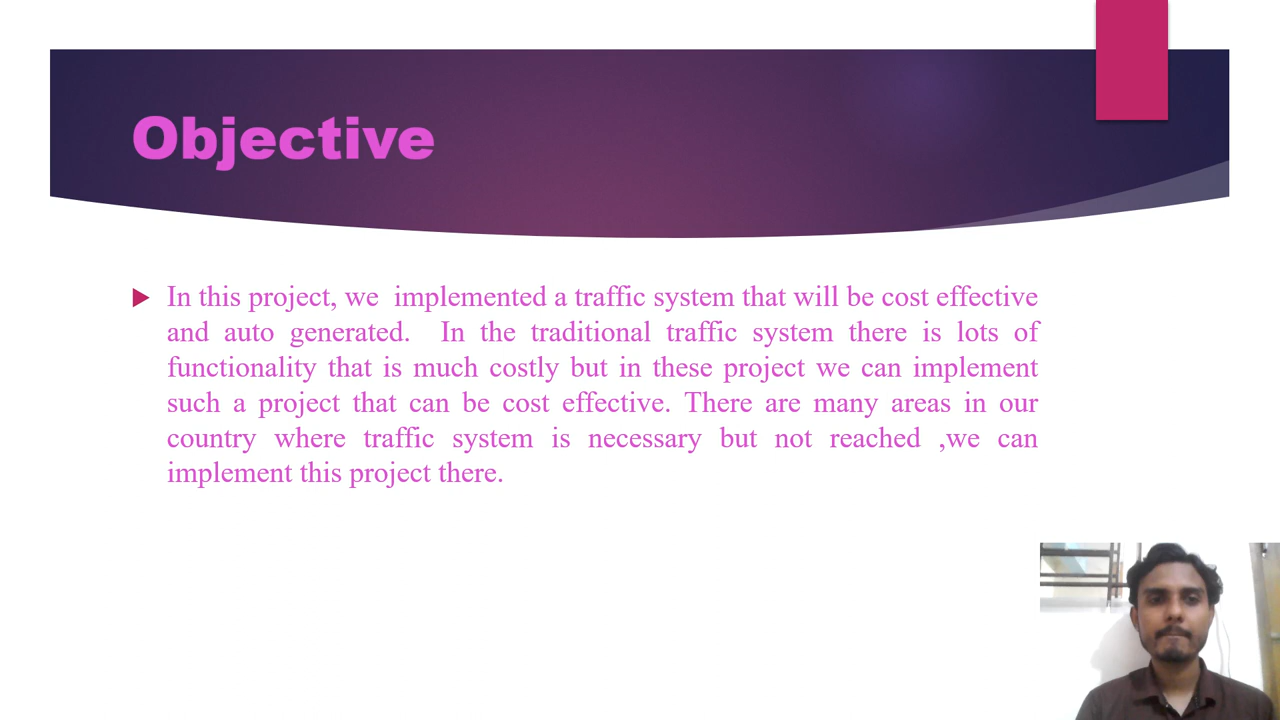 Objective
In this project, we implemented a traffic system that will be cost effective
and auto generated. In the traditional traffic system there is lots of
functionality that is much costly but in these project we can implement
such a project that can be cost effective. There are many areas in our
country where traffic system is necessary but not reached ,we can
implement this project there.